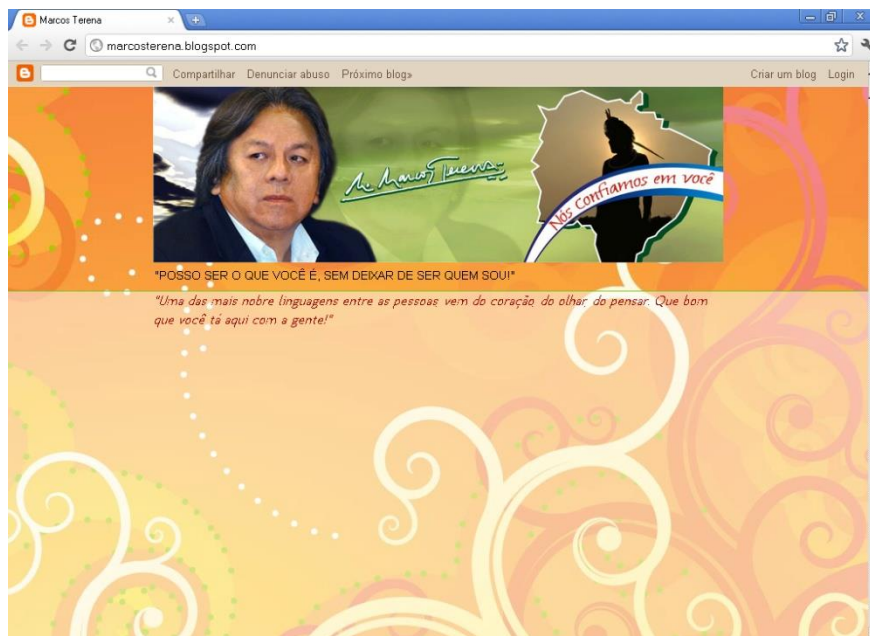 Marcos Terena
marcosterena.blogspot.com
Compartilhar Denunciar abuso Próximo blog» Criar um blog Login
M. Marcos Terena
Nós Confiamos em você
"POSSO SER O QUE VOCÊ É, SEM DEIXAR DE SER QUEM SOU!"
"Uma das mais nobre linguagens entre as pessoas vem do coração, do olhar, do pensar. Que bom
que você tá aqui com a gente!"